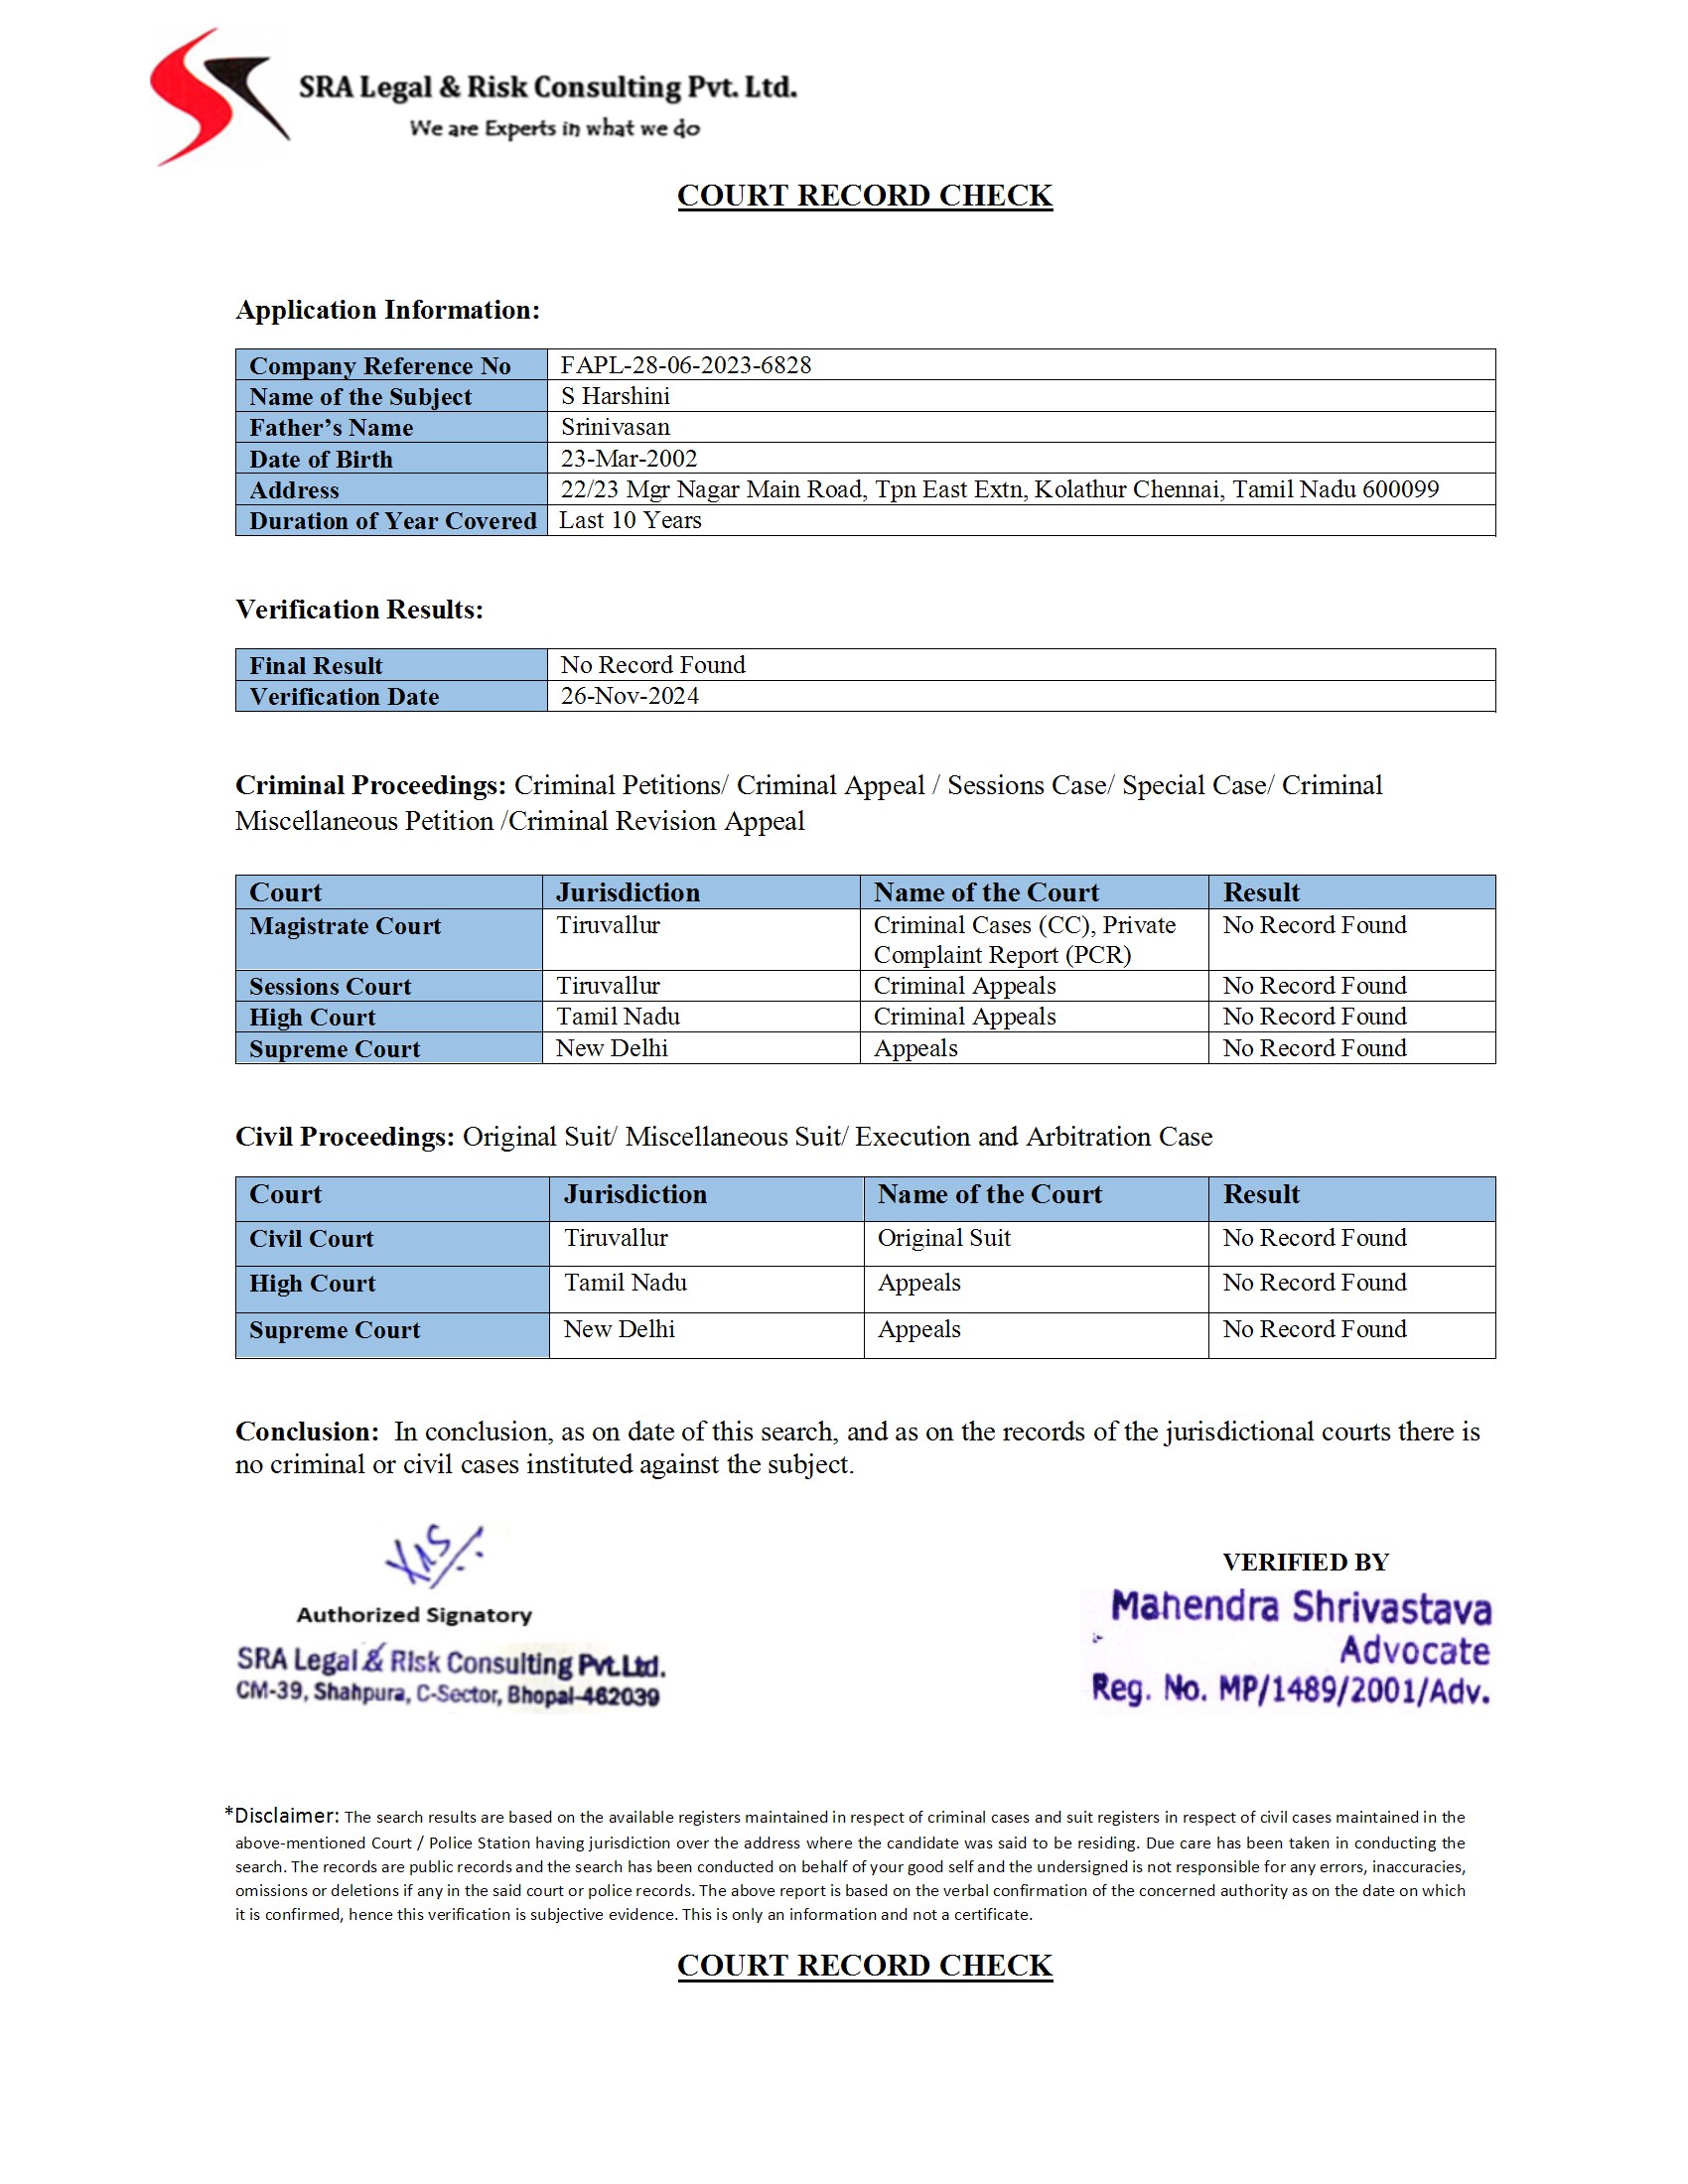 SRA Legal & Risk Consulting Pvt. Ltd.
We are Experts in what we do
COURT RECORD CHECK
Application Information:
Company Reference No FAPL-28-06-2023-6828
Name of the Subject S Harshini
Father’s Name Srinivasan
Date of Birth 23-Mar-2002
Address 22/23 Mgr Nagar Main Road, Tpn East Extn, Kolathur Chennai, Tamil Nadu 600099
Duration of Year Covered Last 10 Years
Verification Results:
Final Result No Record Found
Verification Date 26-Nov-2024
Criminal Proceedings: Criminal Petitions/ Criminal Appeal / Sessions Case/ Special Case/ Criminal
Miscellaneous Petition /Criminal Revision Appeal
Court Jurisdiction Name of the Court Result
Magistrate Court Tiruvallur Criminal Cases (CC), Private No Record Found
Complaint Report (PCR)
Sessions Court Tiruvallur Criminal Appeals No Record Found
High Court Tamil Nadu Criminal Appeals No Record Found
Supreme Court New Delhi Appeals No Record Found
Civil Proceedings: Original Suit/ Miscellaneous Suit/ Execution and Arbitration Case
Court Jurisdiction Name of the Court Result
Civil Court Tiruvallur Original Suit No Record Found
High Court Tamil Nadu Appeals No Record Found
Supreme Court New Delhi Appeals No Record Found
Conclusion: In conclusion, as on date of this search, and as on the records of the jurisdictional courts there is
no criminal or civil cases instituted against the subject.
Authorized Signatory
SRA Legal & Risk Consulting Pvt.Ltd.
CM-39, Shahpura, C-Sector, Bhopal-462039
VERIFIED BY
Mahendra Shrivastava
Advocate
Reg. No. MP/1489/2001/Adv.
*Disclaimer: The search results are based on the available registers maintained in respect of criminal cases and suit registers in respect of civil cases maintained in the
above-mentioned Court / Police Station having jurisdiction over the address where the candidate was said to be residing. Due care has been taken in conducting the
search. The records are public records and the search has been conducted on behalf of your good self and the undersigned is not responsible for any errors, inaccuracies,
omissions or deletions if any in the said court or police records. The above report is based on the verbal confirmation of the concerned authority as on the date on which
it is confirmed, hence this verification is subjective evidence. This is only an information and not a certificate.
COURT RECORD CHECK